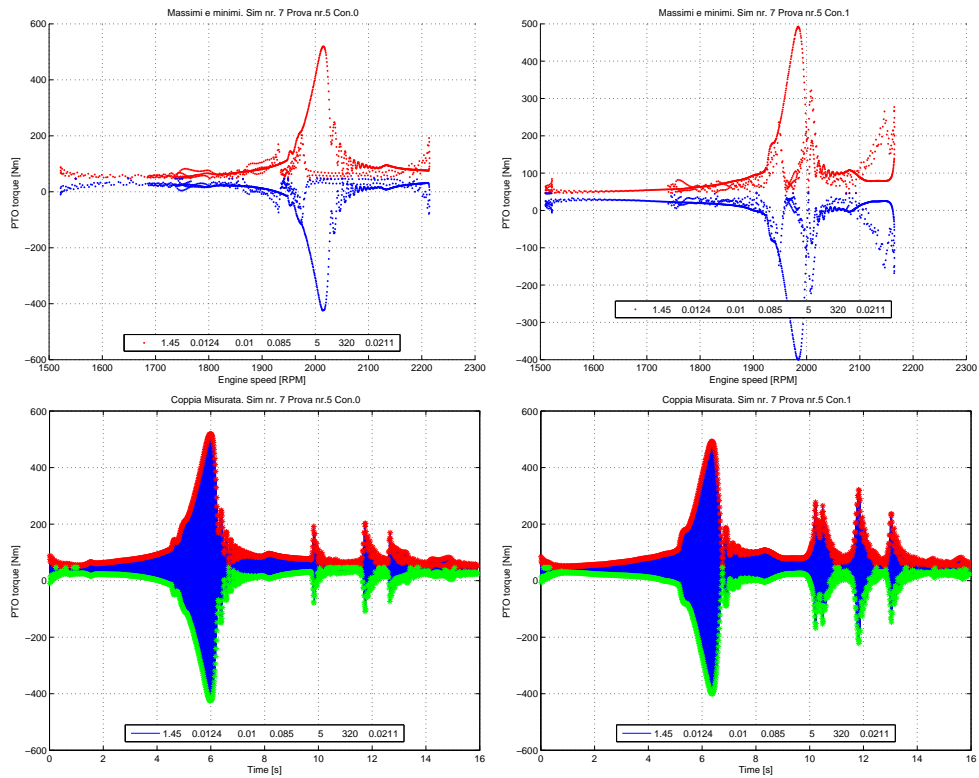 Massimi e minimi. Sim nr. 7 Prova nr.5 Con.0
600
400
200
0
−200
−400
−600
PTO torque [Nm]
1.45 0.0124 0.01 0.085 5 320 0.0211
1500 1600 1700 1800 1900 2000 2100 2200 2300
Engine speed [RPM]
Massimi e minimi. Sim nr. 7 Prova nr.5 Con.1
500
400
300
200
100
0
−100
−200
−300
−400
PTO torque [Nm]
1.45 0.0124 0.01 0.085 5 320 0.0211
1500 1600 1700 1800 1900 2000 2100 2200 2300
Engine speed [RPM]
Coppia Misurata. Sim nr. 7 Prova nr.5 Con.0
600
400
200
0
−200
−400
−600
PTO torque [Nm]
1.45 0.0124 0.01 0.085 5 320 0.0211
0 2 4 6 8 10 12 14 16
Time [s]
Coppia Misurata. Sim nr. 7 Prova nr.5 Con.1
600
400
200
0
−200
−400
−600
PTO torque [Nm]
1.45 0.0124 0.01 0.085 5 320 0.0211
0 2 4 6 8 10 12 14 16
Time [s]